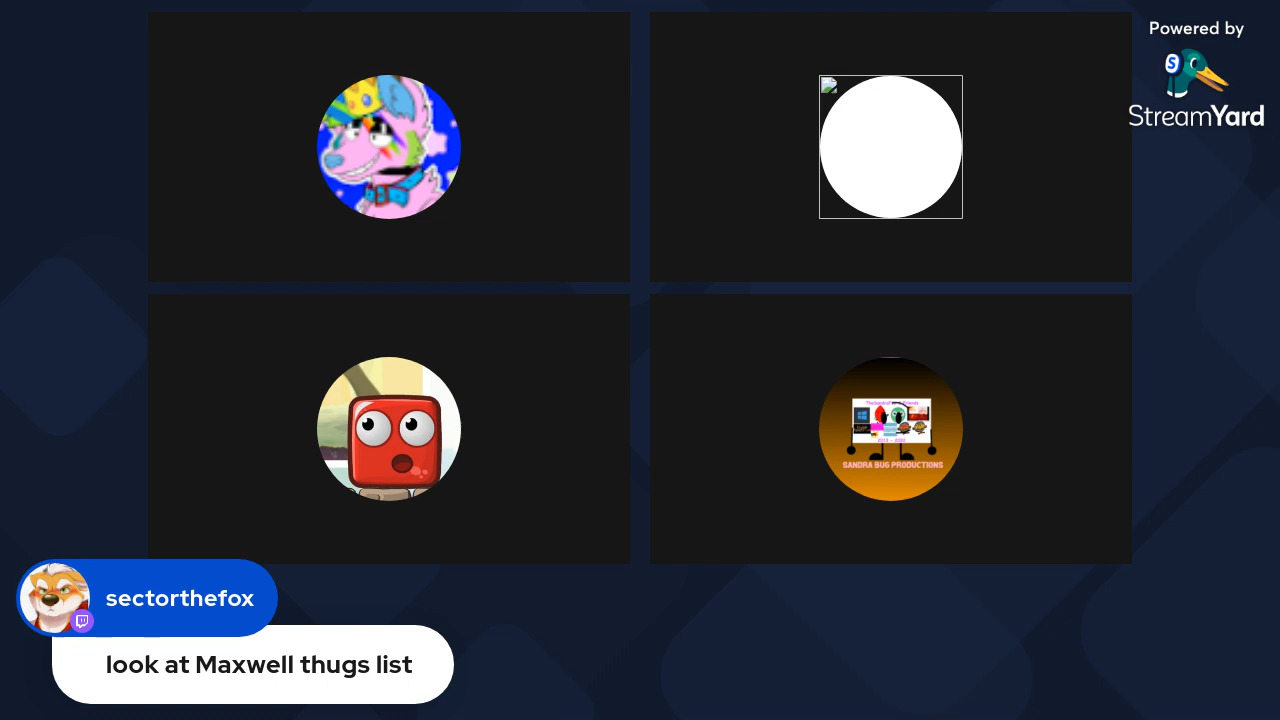 Powered by
StreamYard
SANDRA BUG PRODUCTIONS
sectorthefox
look at Maxwell thugs list